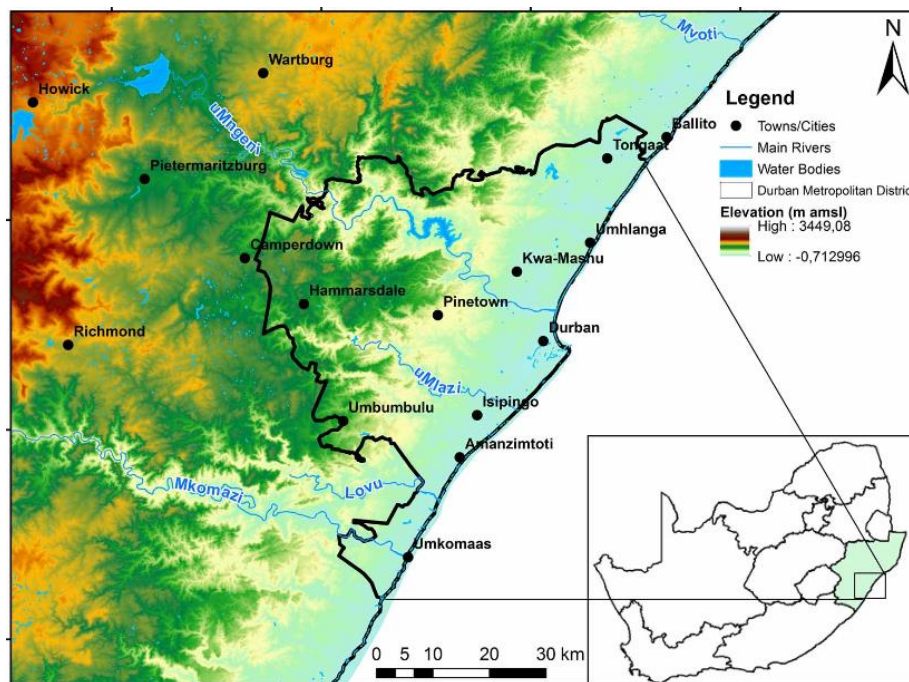 Mvoti
N
Wartburg
Howick
uMngeni
Legend
Towns/Cities
Main Rivers
Water Bodies
Durban Metropolitan District
Elevation (m amsl)
High : 3449,08
Low : -0,712996
Ballito
Tongaat
Pietermaritzburg
Umhlanga
Camperdown
Kwa-Mashu
Hammarsdale
Pinetown
Richmond
Durban
uMlazi
Isipingo
Umbumbulu
Amanzimtoti
Mkomazi
Lovu
Umkomaas
0 5 10 20 30 km